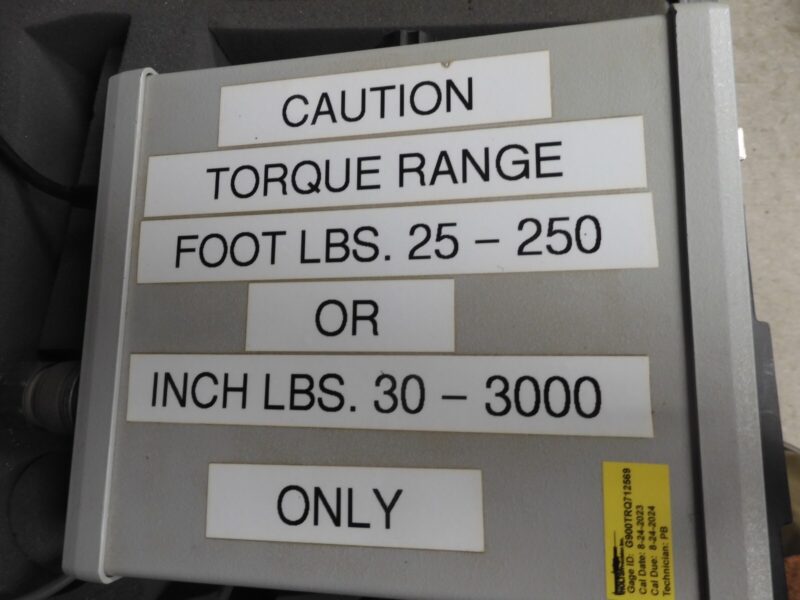 CAUTION
TORQUE RANGE
FOOT LBS. 25 - 250
OR
INCH LBS. 30 - 3000
ONLY
Gage ID: G900TRQ712569
Cal Date: 8-24-2023
Cal Due: 8-24-2024
Technician: PB